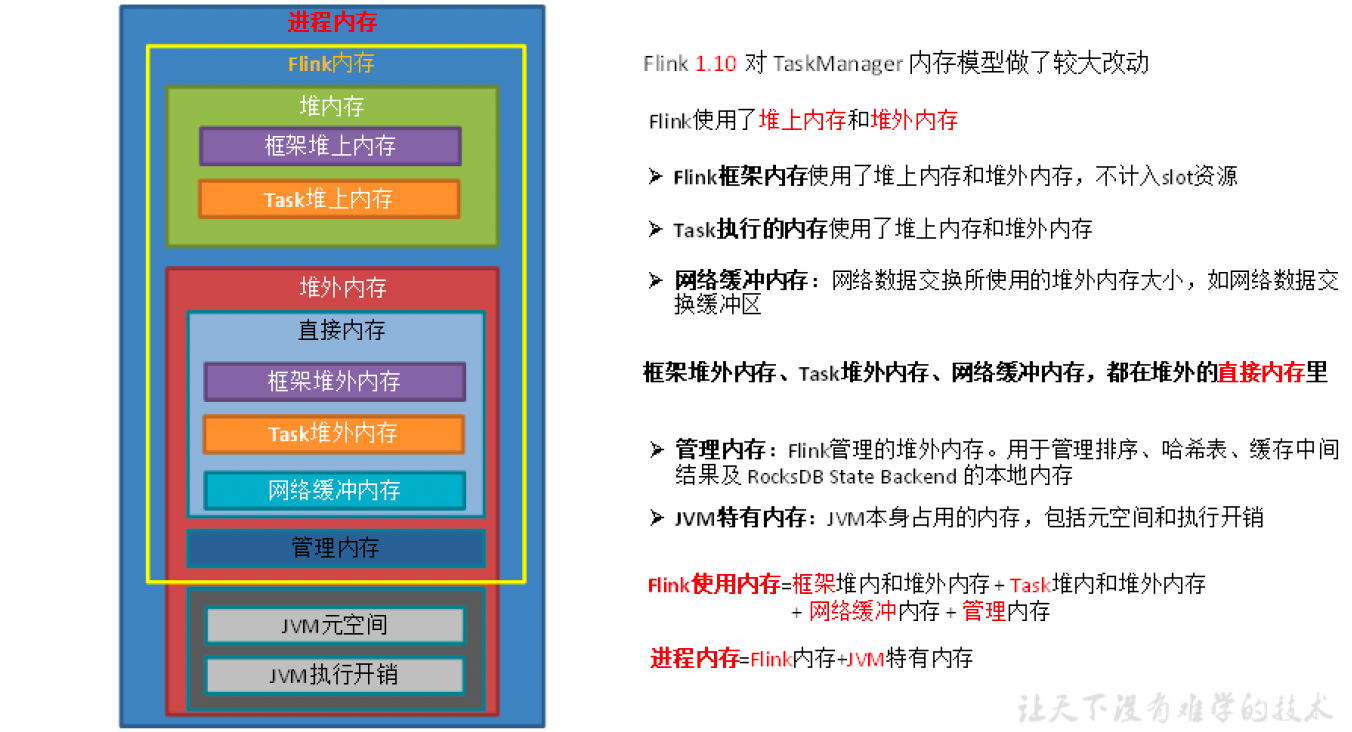 进程内存
Flink内存
堆内存
框架堆上内存
Task堆上内存
堆外内存
直接内存
框架堆外内存
Task堆外内存
网络缓冲内存
管理内存
JVM元空间
JVM执行开销
Flink 1.10 对 TaskManager 内存模型做了较大改动
Flink使用了堆上内存和堆外内存
➢ Flink框架内存使用了堆上内存和堆外内存，不计入slot资源
➢ Task执行的内存使用了堆上内存和堆外内存
➢ 网络缓冲内存：网络数据交换所使用的堆外内存大小，如网络数据交
换缓冲区
框架堆外内存、Task堆外内存、网络缓冲内存，都在堆外的直接内存里
➢ 管理内存：Flink管理的堆外内存。用于管理排序、哈希表、缓存中间
结果及 RocksDB State Backend 的本地内存
➢ JVM特有内存：JVM本身占用的内存，包括元空间和执行开销
Flink使用内存=框架堆内和堆外内存 + Task堆内和堆外内存
+ 网络缓冲内存 + 管理内存
进程内存=Flink内存+JVM特有内存
让天下没有难学的技术